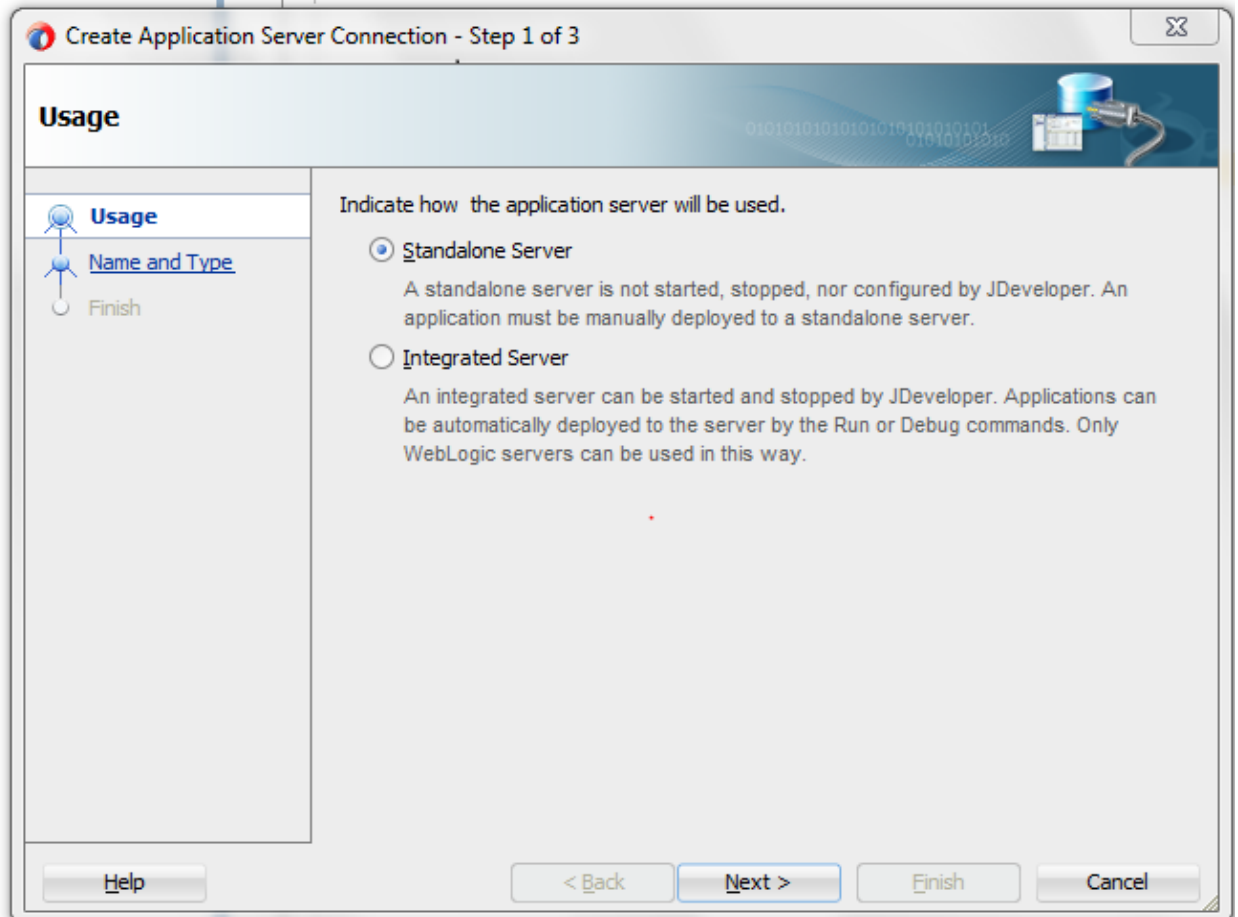 Create Application Server Connection - Step 1 of 3
Usage
01010101010101010101010101
01010101010
Usage
Name and Type
Finish
Indicate how the application server will be used.
Standalone Server
A standalone server is not started, stopped, nor configured by JDeveloper. An
application must be manually deployed to a standalone server.
Integrated Server
An integrated server can be started and stopped by JDeveloper. Applications can
be automatically deployed to the server by the Run or Debug commands. Only
WebLogic servers can be used in this way.
Help
< Back
Next >
Finish
Cancel